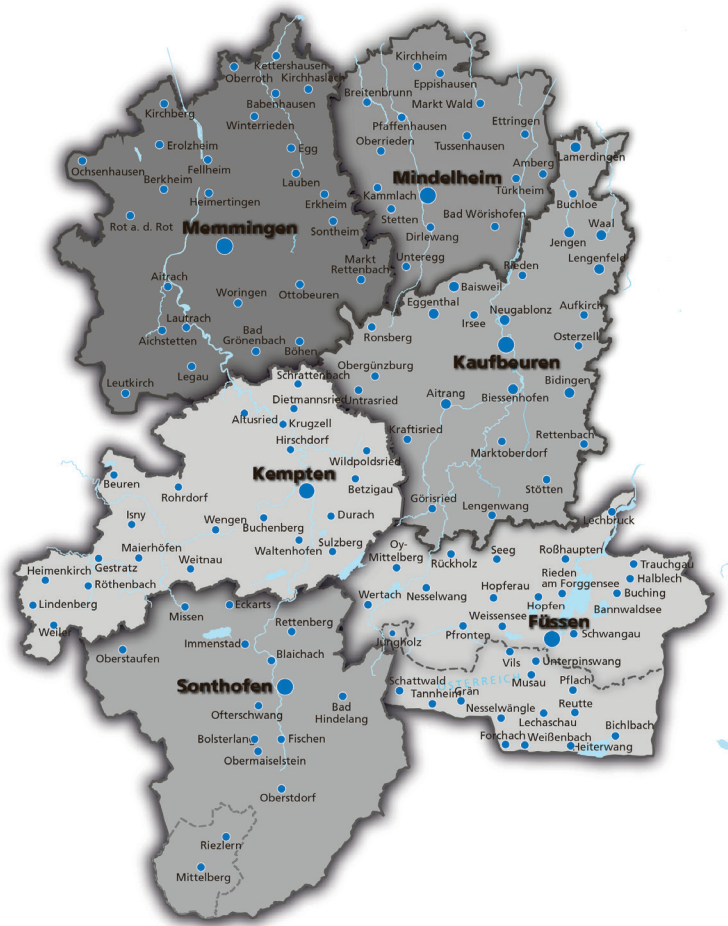 Kettershausen
Oberroth
Kirchhaslach
Babenhausen
Kirchberg
Winterrieden
Erolzheim
Egg
Ochsenhausen
Fellheim
Berkheim
Lauben
Heimertingen
Erkheim
Rot a. d. Rot
Memmingen
Sontheim
Markt
Rettenbach
Aitrach
Woringen
Ottobeuren
Lautrach
Aichstetten
Bad
Grönenbach
Böhen
Legau
Leutkirch
Kirchheim
Eppishausen
Breitenbrunn
Markt Wald
Pfaffenhausen
Ettringen
Oberrieden
Tussenhausen
Mindelheim
Amberg
Kammlach
Türkheim
Stetten
Bad Wörishofen
Dirlewang
Unteregg
Lamerdingen
Buchloe
Waal
Jengen
Lengenfeld
Rieden
Baisweil
Eggenthal
Irsee
Neugablonz
Aufkirch
Ronsberg
Osterzell
Kaufbeuren
Obergünzburg
Untrasried
Aitrang
Biessenhofen
Bidingen
Kraftisried
Marktoberdorf
Rettenbach
Stötten
Görisried
Lengenwang
Schrattenbach
Dietmannsried
Altusried
Krugzell
Hirschdorf
Wildpoldsried
Kempten
Beuren
Rohrdorf
Betzigau
Isny
Wengen
Buchenberg
Durach
Maierhöfen
Waltenhofen
Sulzberg
Heimenkirch
Gestratz
Weitnau
Röthenbach
Lindenberg
Weiler
Lechbruck
Oy-
Mittelberg
Rückholz
Seeg
Roßhaupten
Trauchgau
Rieden
am Forggensee
Halblech
Wertach
Nesselwang
Hopferau
Buching
Hopfen
Bannwaldsee
Weissensee
Füssen
Jungholz
Pfronten
Schwangau
Vils
Unterpinswang
ÖSTERREICH
Schattwald
Musau
Pflach
Tannheim
Grän
Nesselwängle
Reutte
Lechaschau
Bichlbach
Forchach
Weißenbach
Heiterwang
Missen
Eckarts
Rettenberg
Immenstadt
Blaichach
Oberstaufen
Sonthofen
Ofterschwang
Bad
Hindelang
Bolsterlang
Fischen
Obermaiselstein
Oberstdorf
Riezlern
Mittelberg